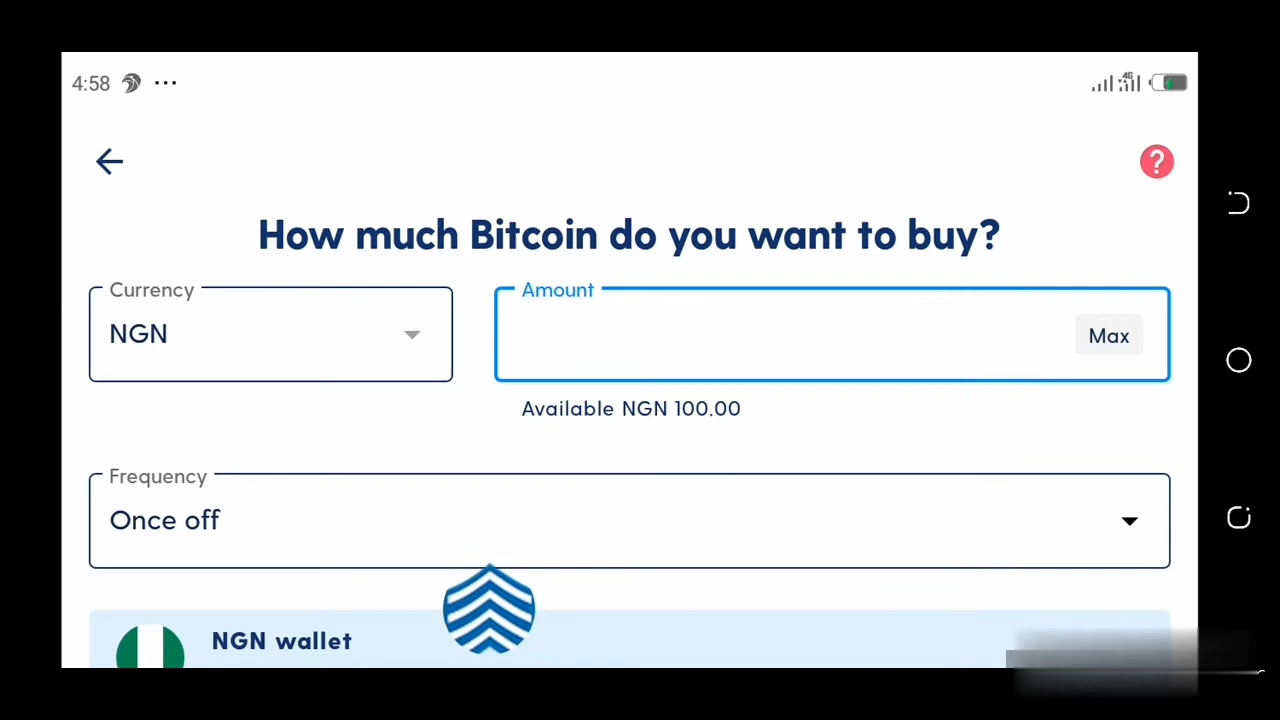 4:58
4G
?
How much Bitcoin do you want to buy?
Currency
Amount
NGN
Max
Available NGN 100.00
Frequency
Once off
NGN wallet